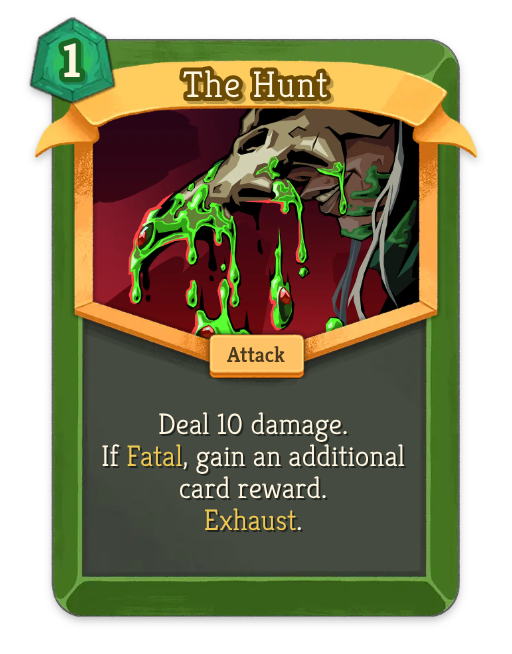 1
The Hunt
Attack
Deal 10 damage.
If Fatal, gain an additional
card reward.
Exhaust.